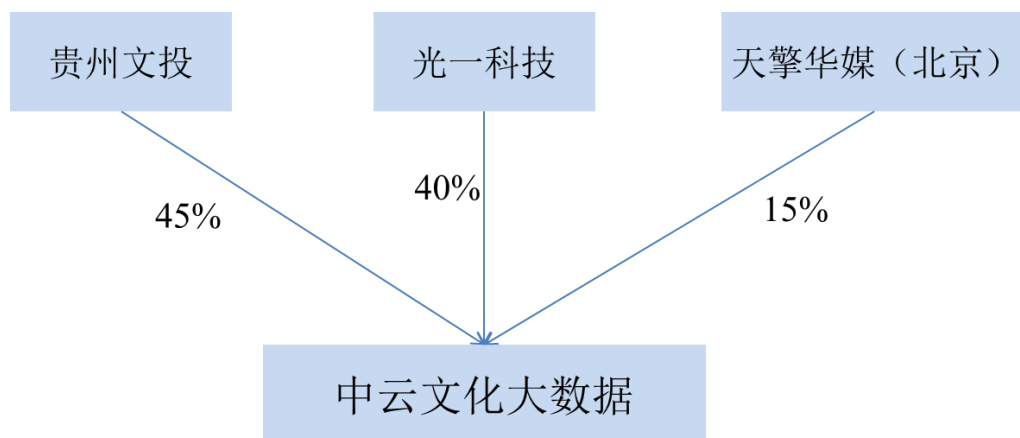 贵州文投
光一科技
天擎华媒（北京）
45%
40%
15%
中云文化大数据